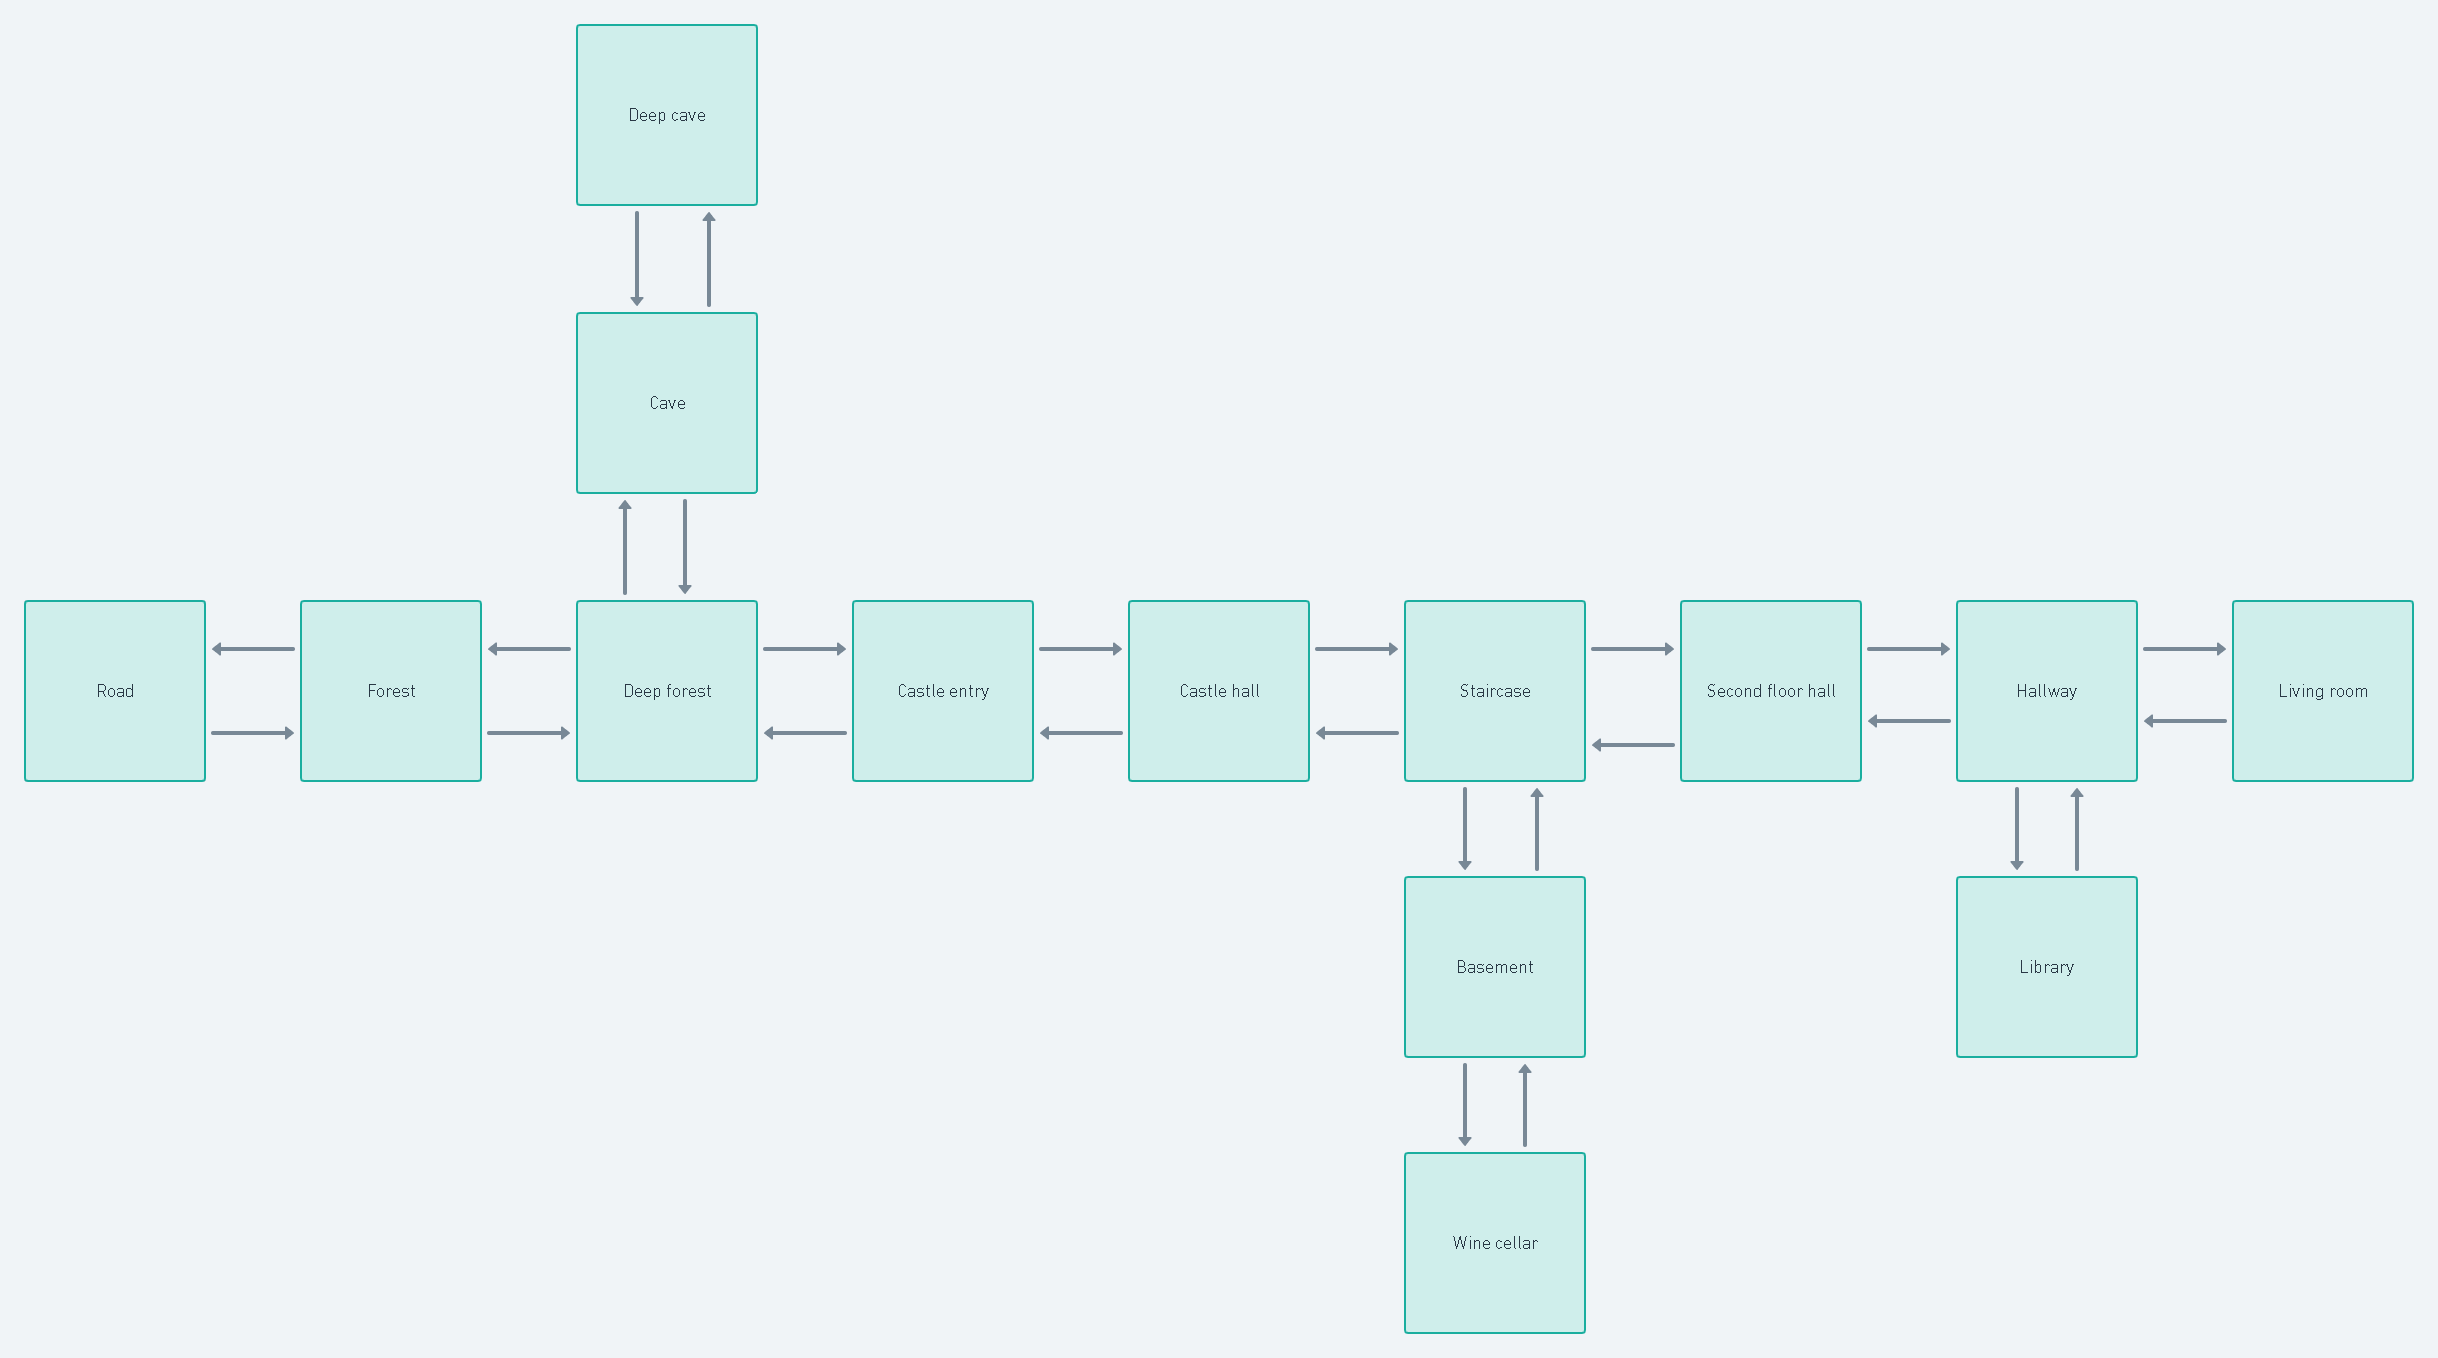 Deep cave
Cave
Road
Forest
Deep forest
Castle entry
Castle hall
Staircase
Second floor hall
Hallway
Living room
Basement
Library
Wine cellar